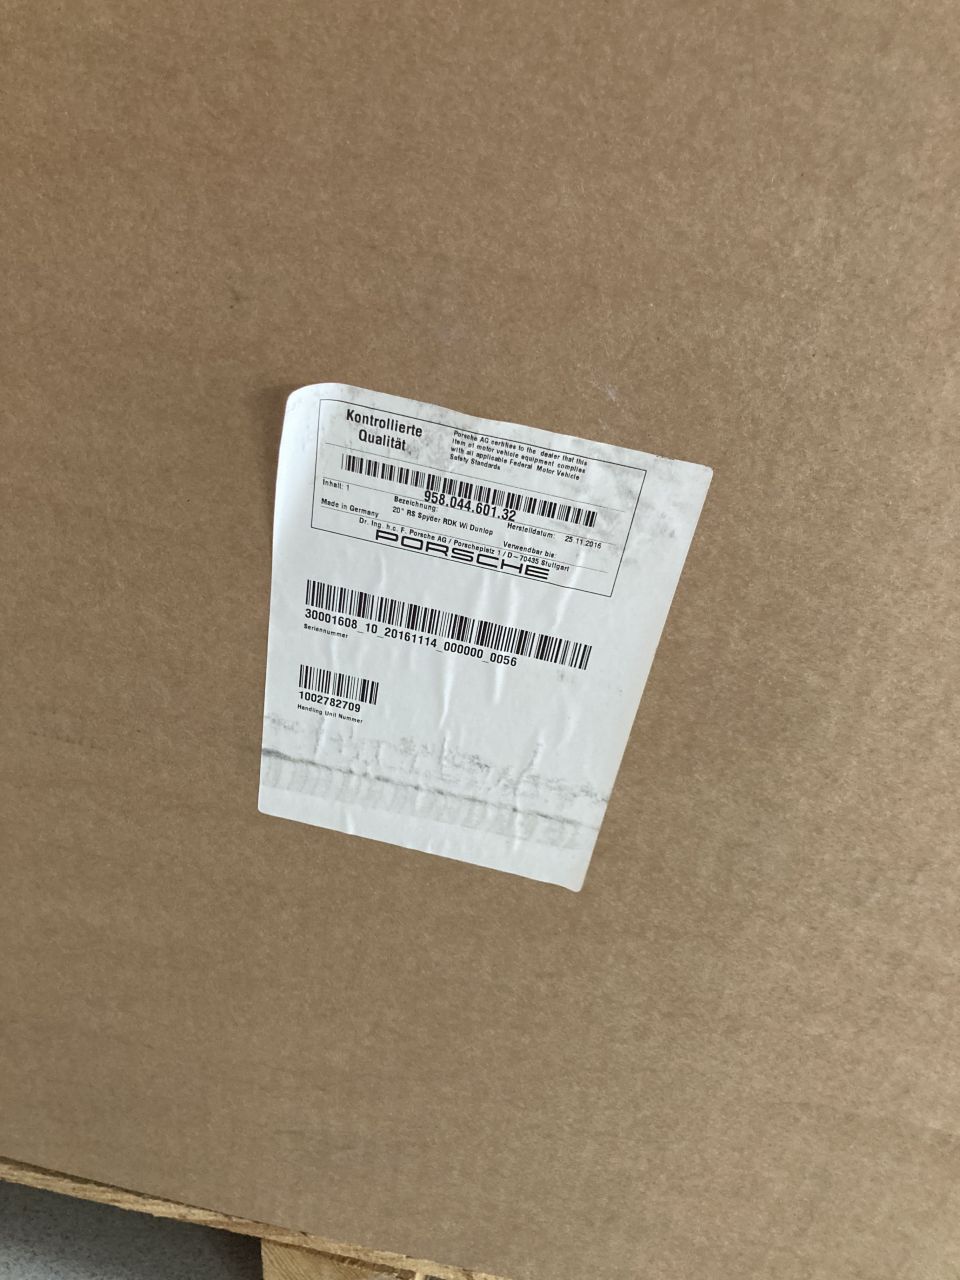 Kontrollierte
Qualität
Porsche AG certifies to the dealer that this
item of motor vehicle equipment complies
with all applicable Federal Motor Vehicle
Safety Standards
958.044.601.32
Inhalt: 1
Bezeichnung:
Herstelldatum: 25.11.2016
Made in Germany
20" RS Spyder RDK Wi Dunlop
Verwendbar bis:
Dr. Ing. h.c. F. Porsche AG / Porscheplatz 1 / D-70435 Stuttgart
PORSCHE
30001608_10_20161114_000000_0056
Seriennummer
1002782709
Handling Unit Nummer